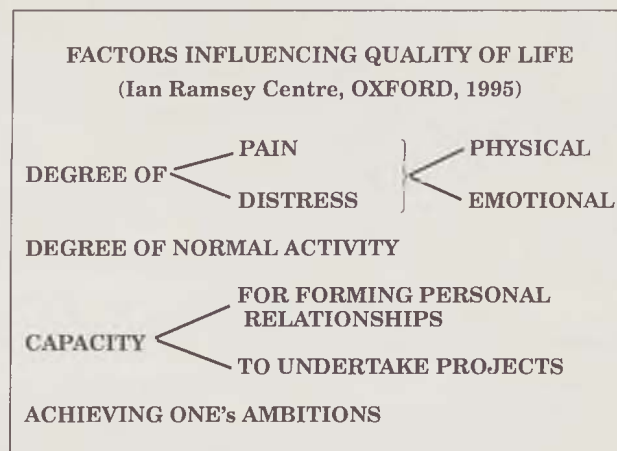 FACTORS INFLUENCING QUALITY OF LIFE
(Ian Ramsey Centre, OXFORD, 1995)
DEGREE OF
PAIN
DISTRESS
PHYSICAL
EMOTIONAL
DEGREE OF NORMAL ACTIVITY
CAPACITY
FOR FORMING PERSONAL
RELATIONSHIPS
TO UNDERTAKE PROJECTS
ACHIEVING ONE's AMBITIONS